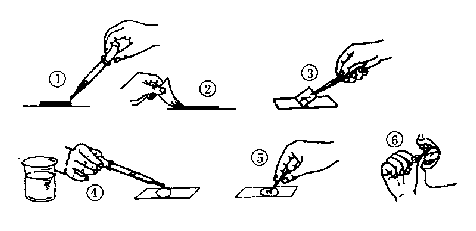 ① ② ③
④ ⑤ ⑥